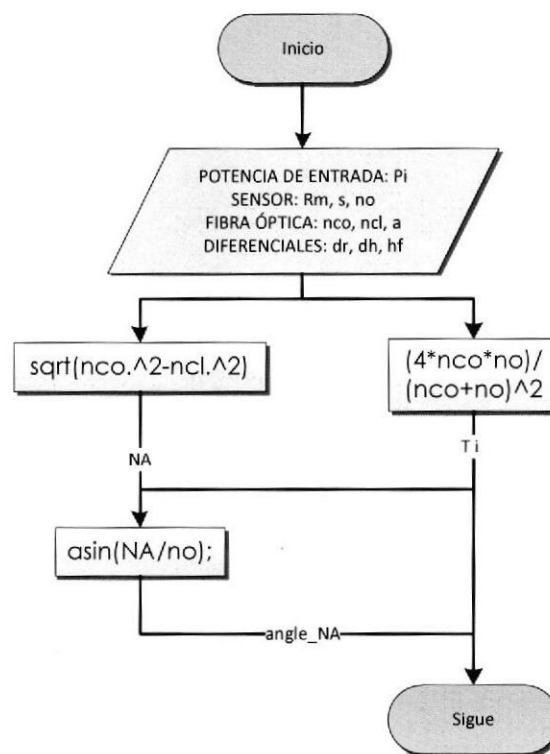 Inicio
POTENCIA DE ENTRADA: Pi
SENSOR: Rm, s, no
FIBRA ÓPTICA: nco, ncl, a
DIFERENCIALES: dr, dh, hf
sqrt(nco.^2-ncl.^2)
(4*nco*no)/
(nco+no)^2
NA
Ti
asin(NA/no);
angle_NA
Sigue